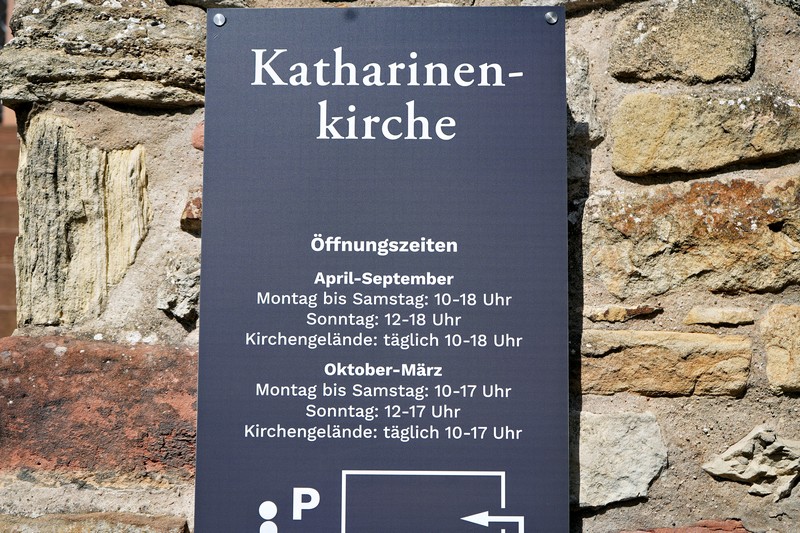 Katharinen-
kirche
Öffnungszeiten
April-September
Montag bis Samstag: 10-18 Uhr
Sonntag: 12-18 Uhr
Kirchengelände: täglich 10-18 Uhr
Oktober-März
Montag bis Samstag: 10-17 Uhr
Sonntag: 12-17 Uhr
Kirchengelände: täglich 10-17 Uhr
P